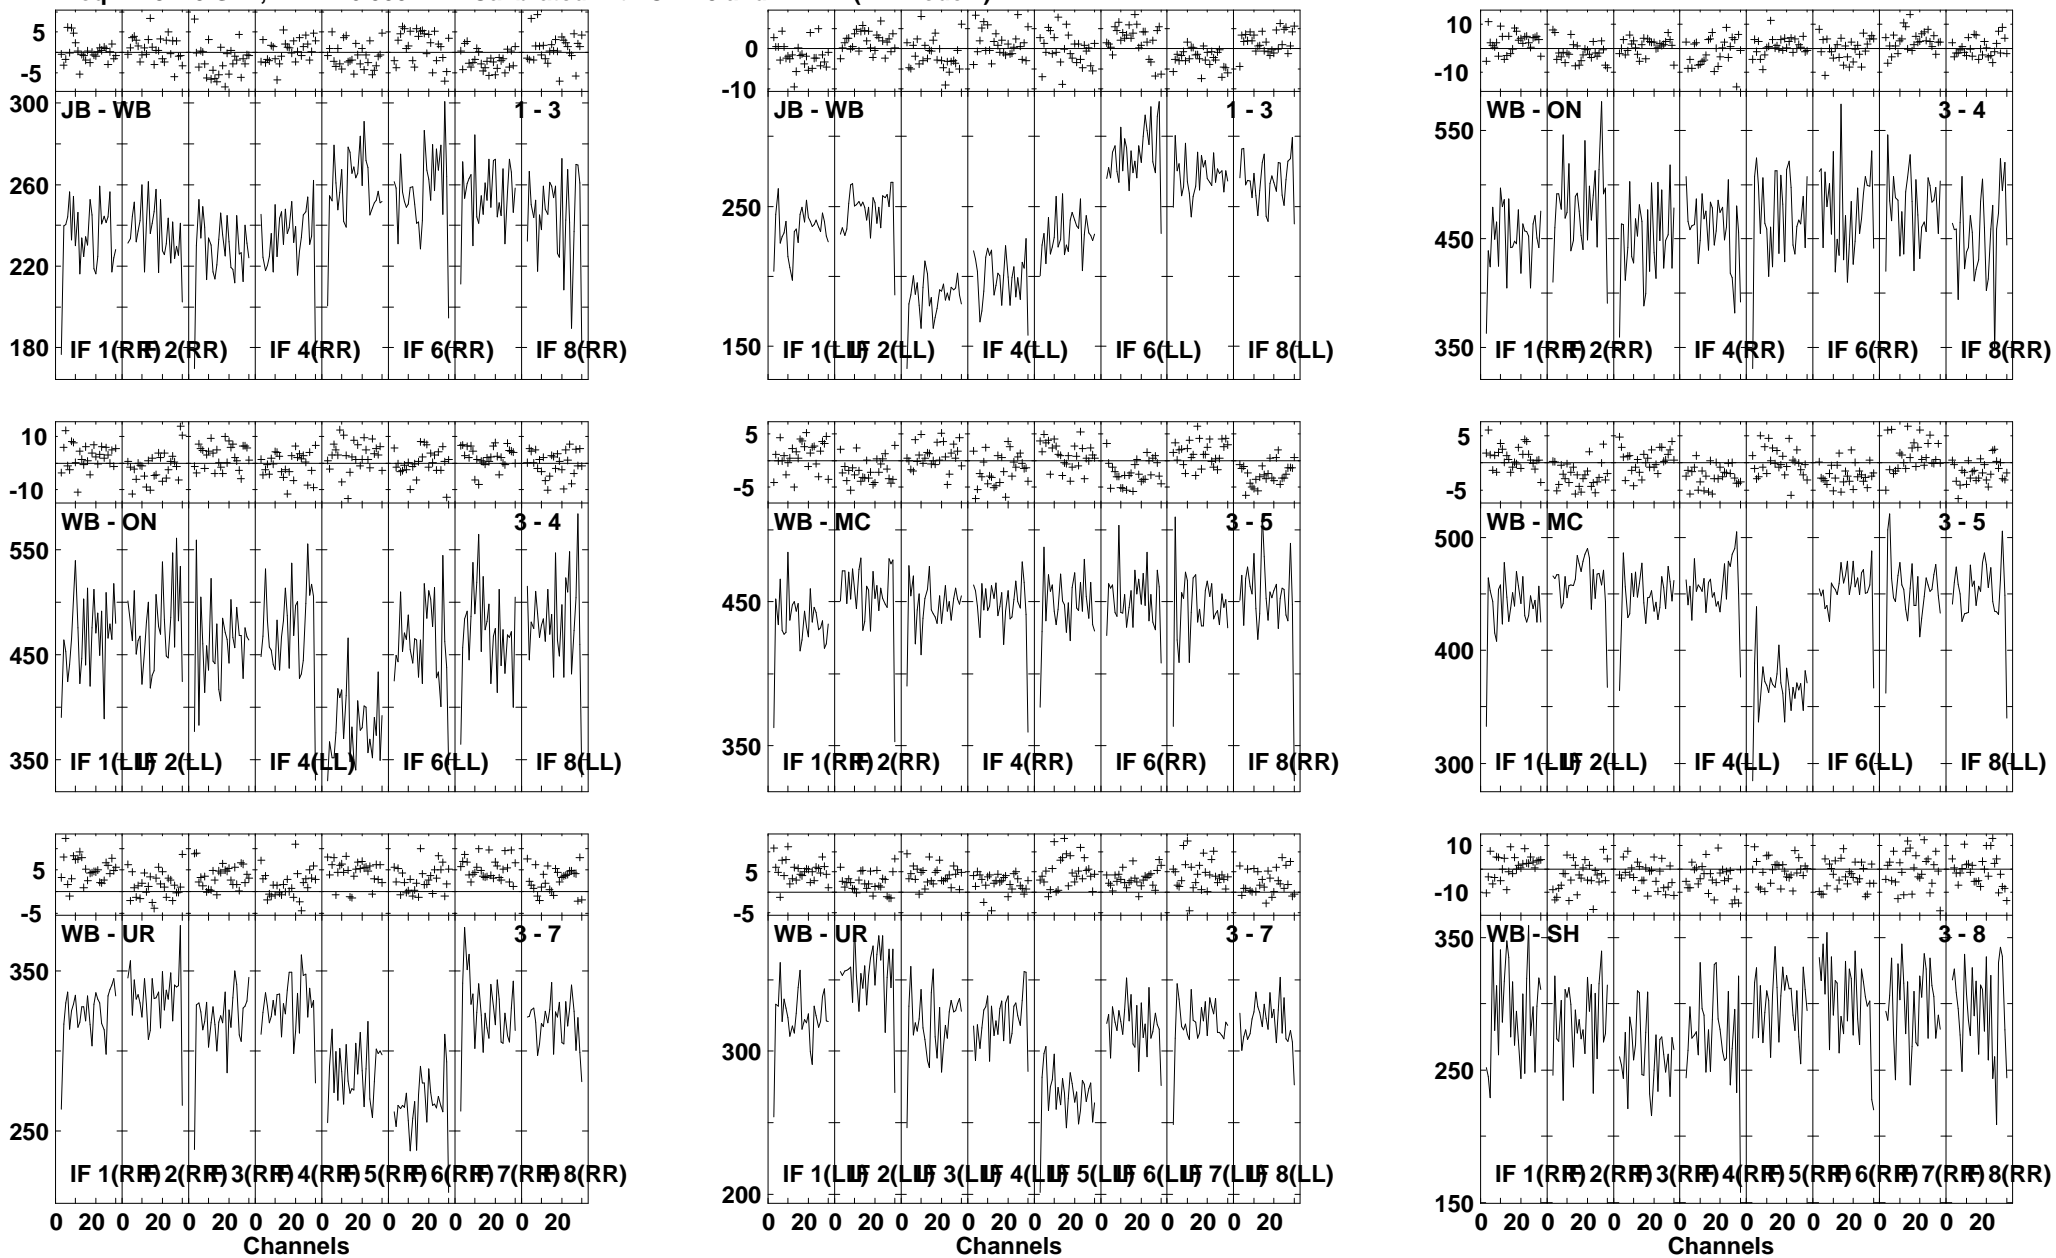 5 0 10
-5 -10 -10
300
JB - WB 1 - 3 JB - WB 1 - 3 WB - ON 3 - 4
550
260
250 450
220
180 150 350
IF 1(RR) IF 2(RR) IF 4(RR) IF 6(RR) IF 8(RR) IF 1(LL) IF 2(LL) IF 4(LL) IF 6(LL) IF 8(LL) IF 1(RR) IF 2(RR) IF 4(RR) IF 6(RR) IF 8(RR)
10 5 5
-10 -5 -5
WB - ON 3 - 4 WB - MC 3 - 5 WB - MC 3 - 5
550 500
450 450 400
350 350 300
IF 1(LL) IF 2(LL) IF 4(LL) IF 6(LL) IF 8(LL) IF 1(RR) IF 2(RR) IF 4(RR) IF 6(RR) IF 8(RR) IF 1(LL) IF 2(LL) IF 4(LL) IF 6(LL) IF 8(LL)
5 5 10
-5 -5 -10
WB - UR 3 - 7 WB - UR 3 - 7 WB - SH 3 - 8
350 350
300 250
250
200 150
IF 1(RR) IF 2(RR) IF 3(RR) IF 4(RR) IF 5(RR) IF 6(RR) IF 7(RR) IF 8(RR) IF 1(LL) IF 2(LL) IF 3(LL) IF 4(LL) IF 5(LL) IF 6(LL) IF 7(LL) IF 8(LL) IF 1(RR) IF 2(RR) IF 3(RR) IF 4(RR) IF 5(RR) IF 6(RR) IF 7(RR) IF 8(RR)
0 20 0 20 0 20 0 20 0 20 0 20 0 20 0 20 0 20 0 20 0 20 0 20 0 20 0 20 0 20 0 20 0 20 0 20 0 20 0 20 0 20 0 20 0 20 0 20
Channels Channels Channels